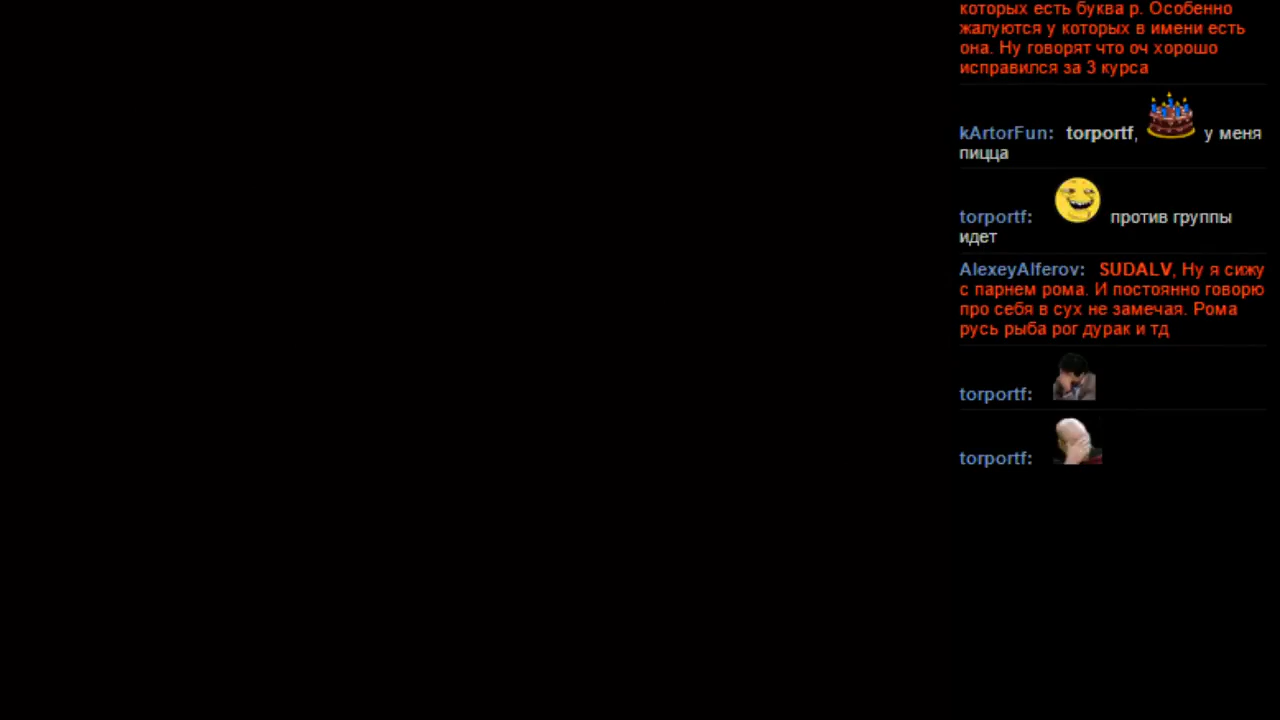 которых есть буква р. Особенно
жалуются у которых в имени есть
она. Ну говорят что оч хорошо
исправился за 3 курса
kArtorFun: torportf, у меня
пицца
torportf: против группы
идет
AlexeyAlferov: SUDALV, Ну я сижу
с парнем рома. И постоянно говорю
про себя в сух не замечая. Рома
русь рыба рог дурак и тд
torportf:
torportf: